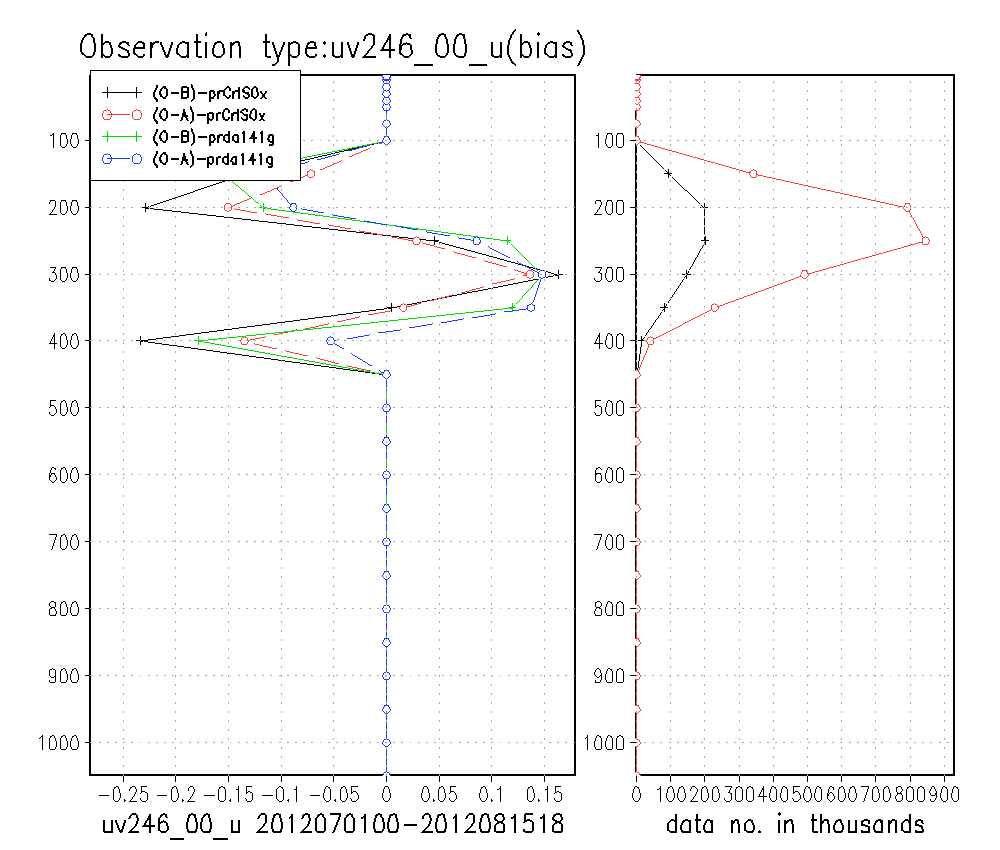 Observation type:uv246_00_u(bias)
(O-B)-prCrIS0x
(O-A)-prCrIS0x
(O-B)-prda141g
(O-A)-prda141g
100
200
300
400
500
600
700
800
900
1000
-0.25 -0.2 -0.15 -0.1 -0.05 0 0.05 0.1 0.15
uv246_00_u 2012070100-2012081518
100
200
300
400
500
600
700
800
900
1000
0 100 200 300 400 500 600 700 800 900
data no. in thousands